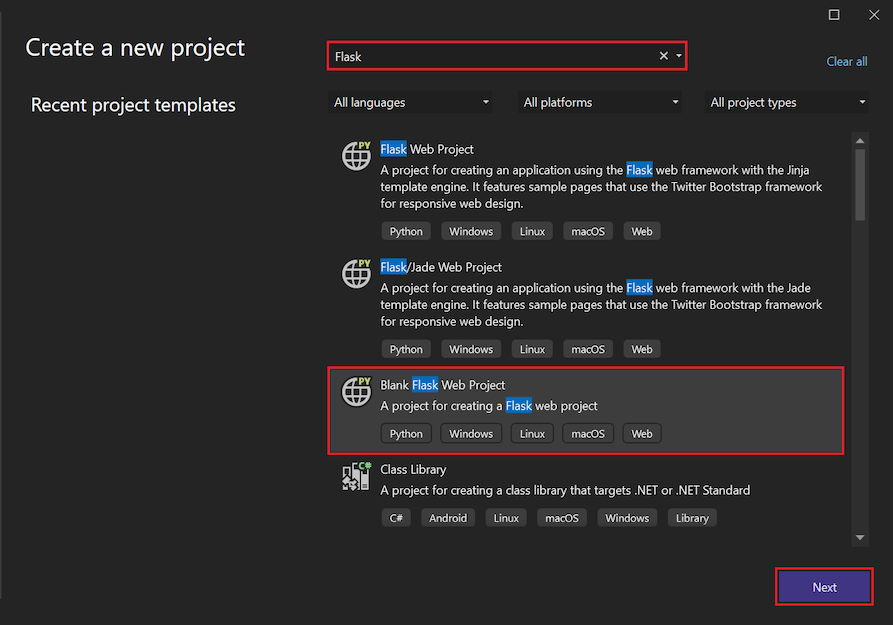 Create a new project
Flask
Clear all
Recent project templates
All languages
All platforms
All project types
PY
Flask Web Project
A project for creating an application using the Flask web framework with the Jinja
template engine. It features sample pages that use the Twitter Bootstrap framework
for responsive web design.
Python Windows Linux macOS Web
PY
Flask/Jade Web Project
A project for creating an application using the Flask web framework with the Jade
template engine. It features sample pages that use the Twitter Bootstrap framework
for responsive web design.
Python Windows Linux macOS Web
PY
Blank Flask Web Project
A project for creating a Flask web project
Python Windows Linux macOS Web
C#
Class Library
A project for creating a class library that targets .NET or .NET Standard
C# Android Linux macOS Windows Library
Next